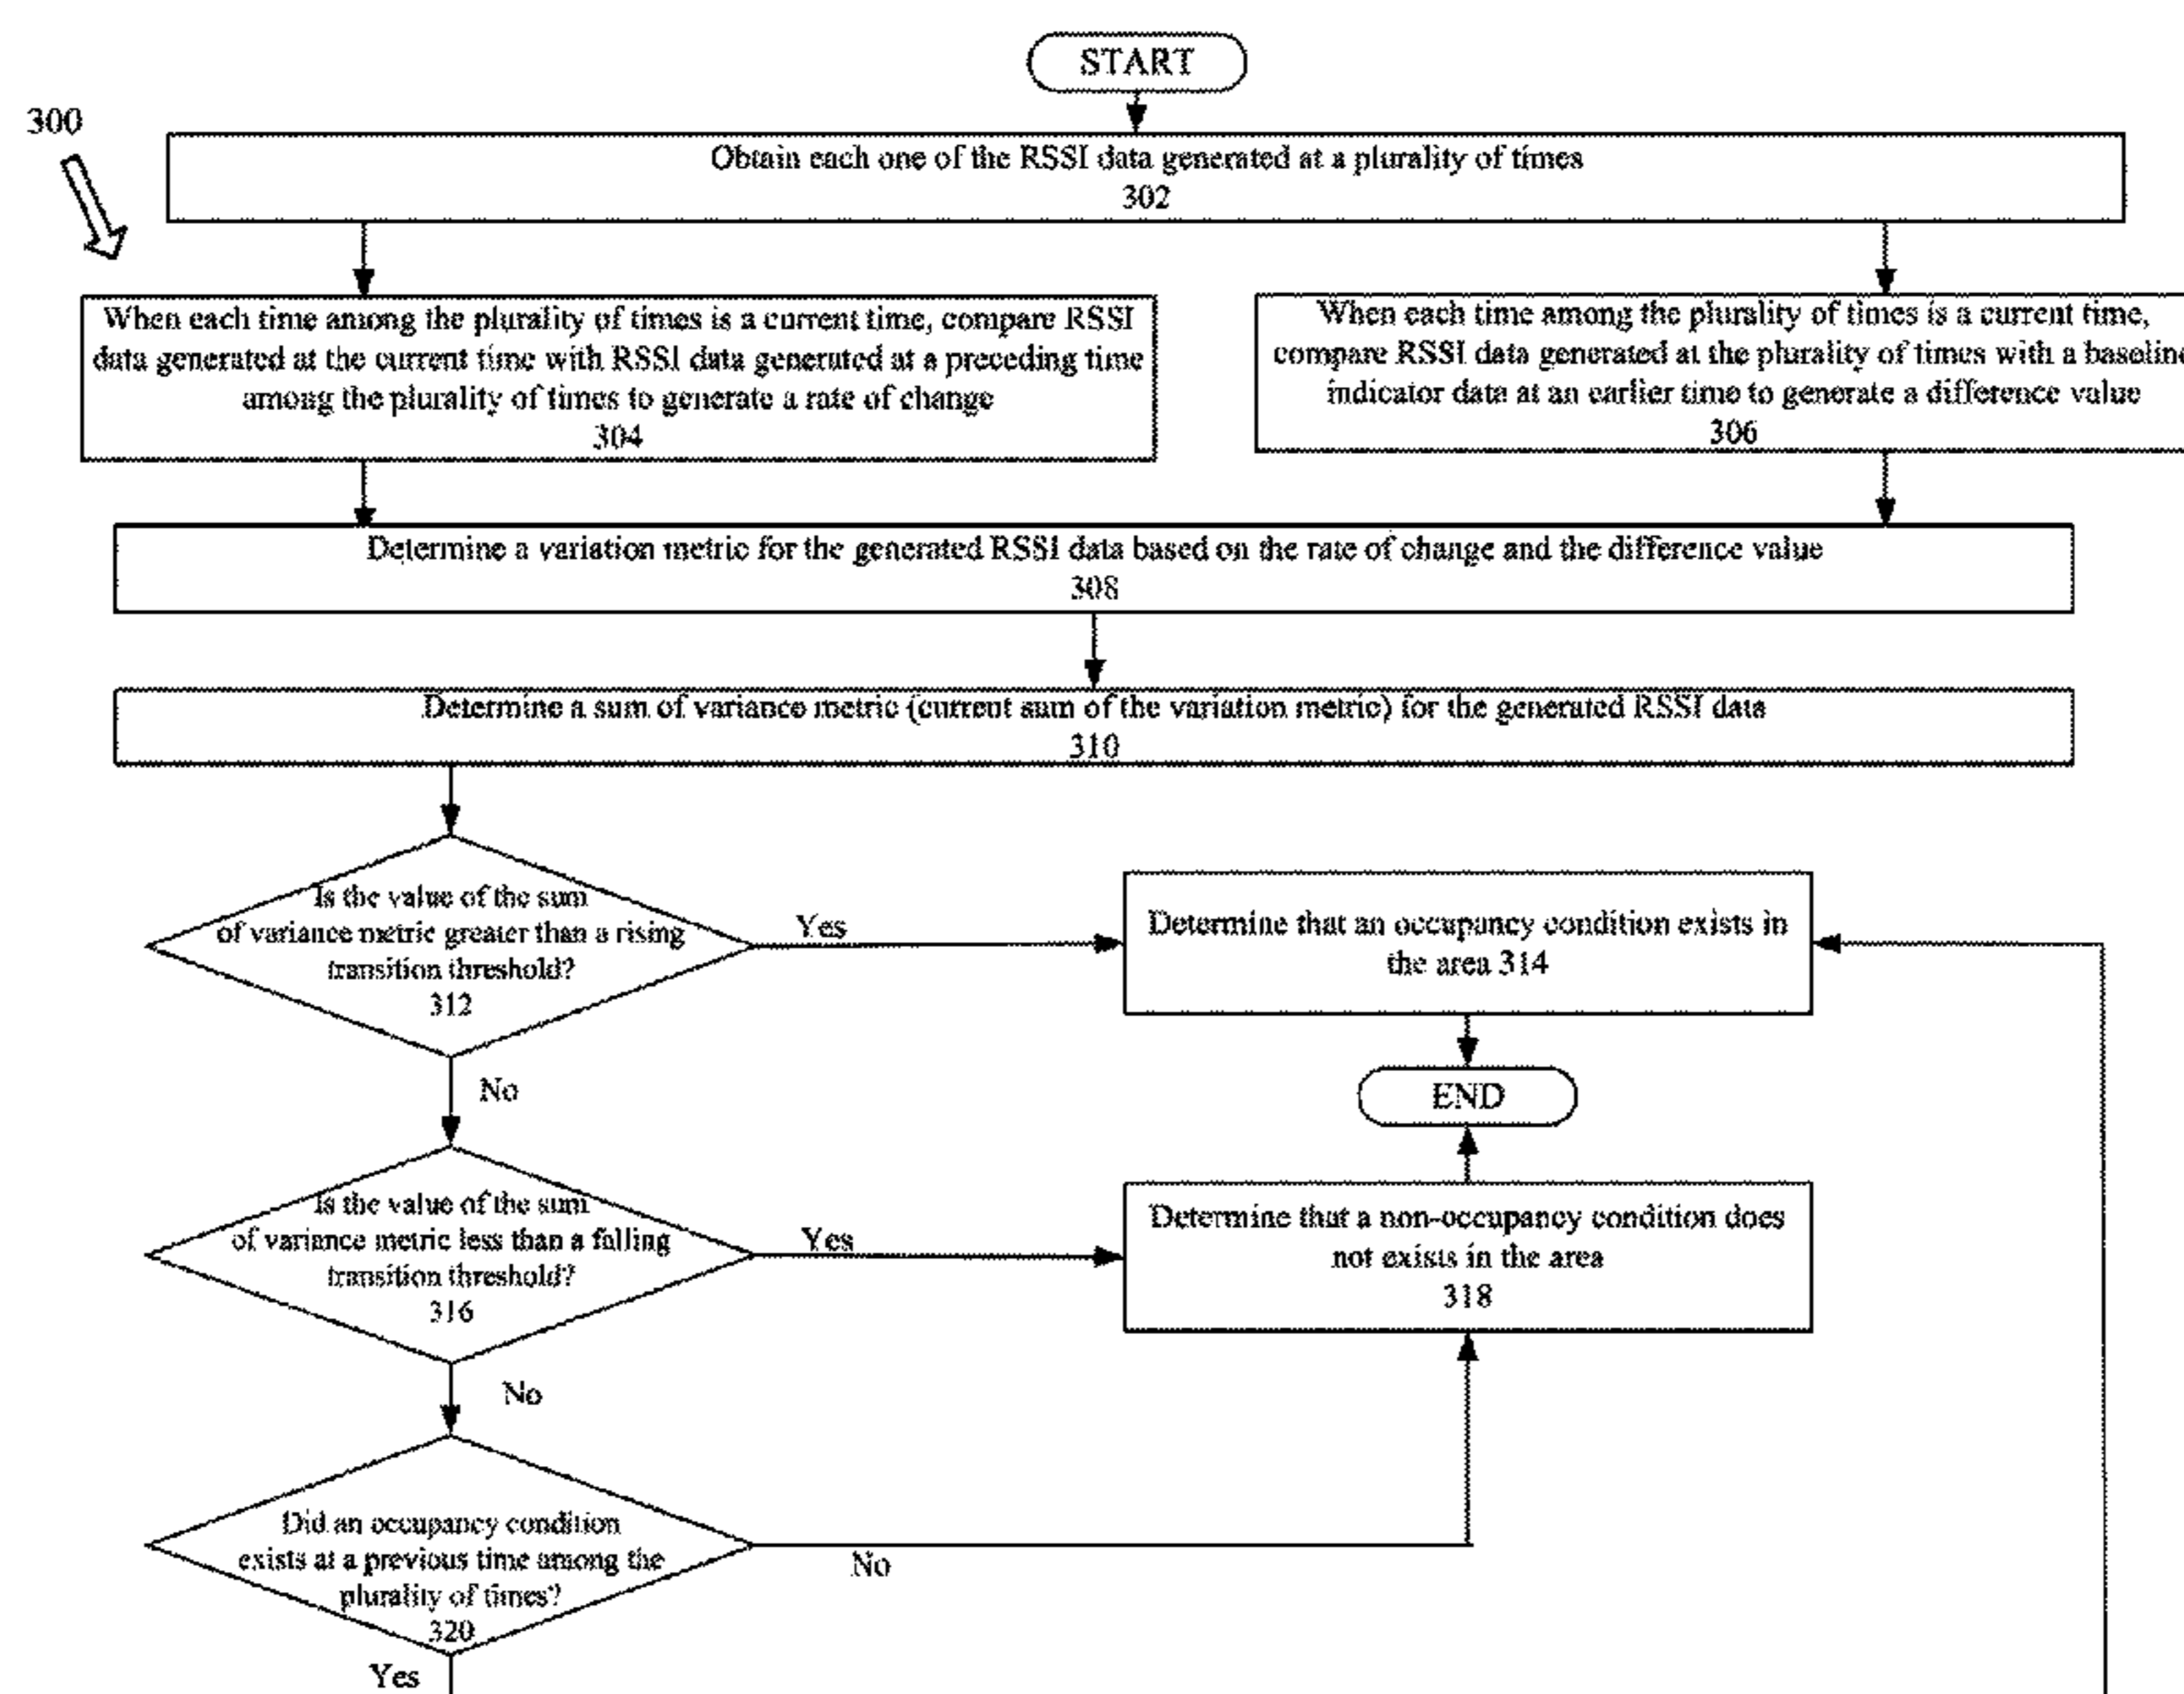 START
300
Obtain each one of the RSSI data generated at a plurality of times
302
When each time among the plurality of times is a current time, compare RSSI
data generated at the current time with RSSI data generated at a preceding time
among the plurality of times to generate a rate of change
304
When each time among the plurality of times is a current time,
compare RSSI data generated at the plurality of times with a baseline
indicator data at an earlier time to generate a difference value
306
Determine a variation metric for the generated RSSI data based on the rate of change and the difference value
308
Determine a sum of variance metric (current sum of the variation metric) for the generated RSSI data
310
Is the value of the sum
of variance metric greater than a rising
transition threshold?
312
Yes
Determine that an occupancy condition exists in
the area 314
No
END
Is the value of the sum
of variance metric less than a falling
transition threshold?
316
Yes
Determine that a non-occupancy condition does
not exists in the area
318
No
Did an occupancy condition
exists at a previous time among the
plurality of times?
320
No
Yes